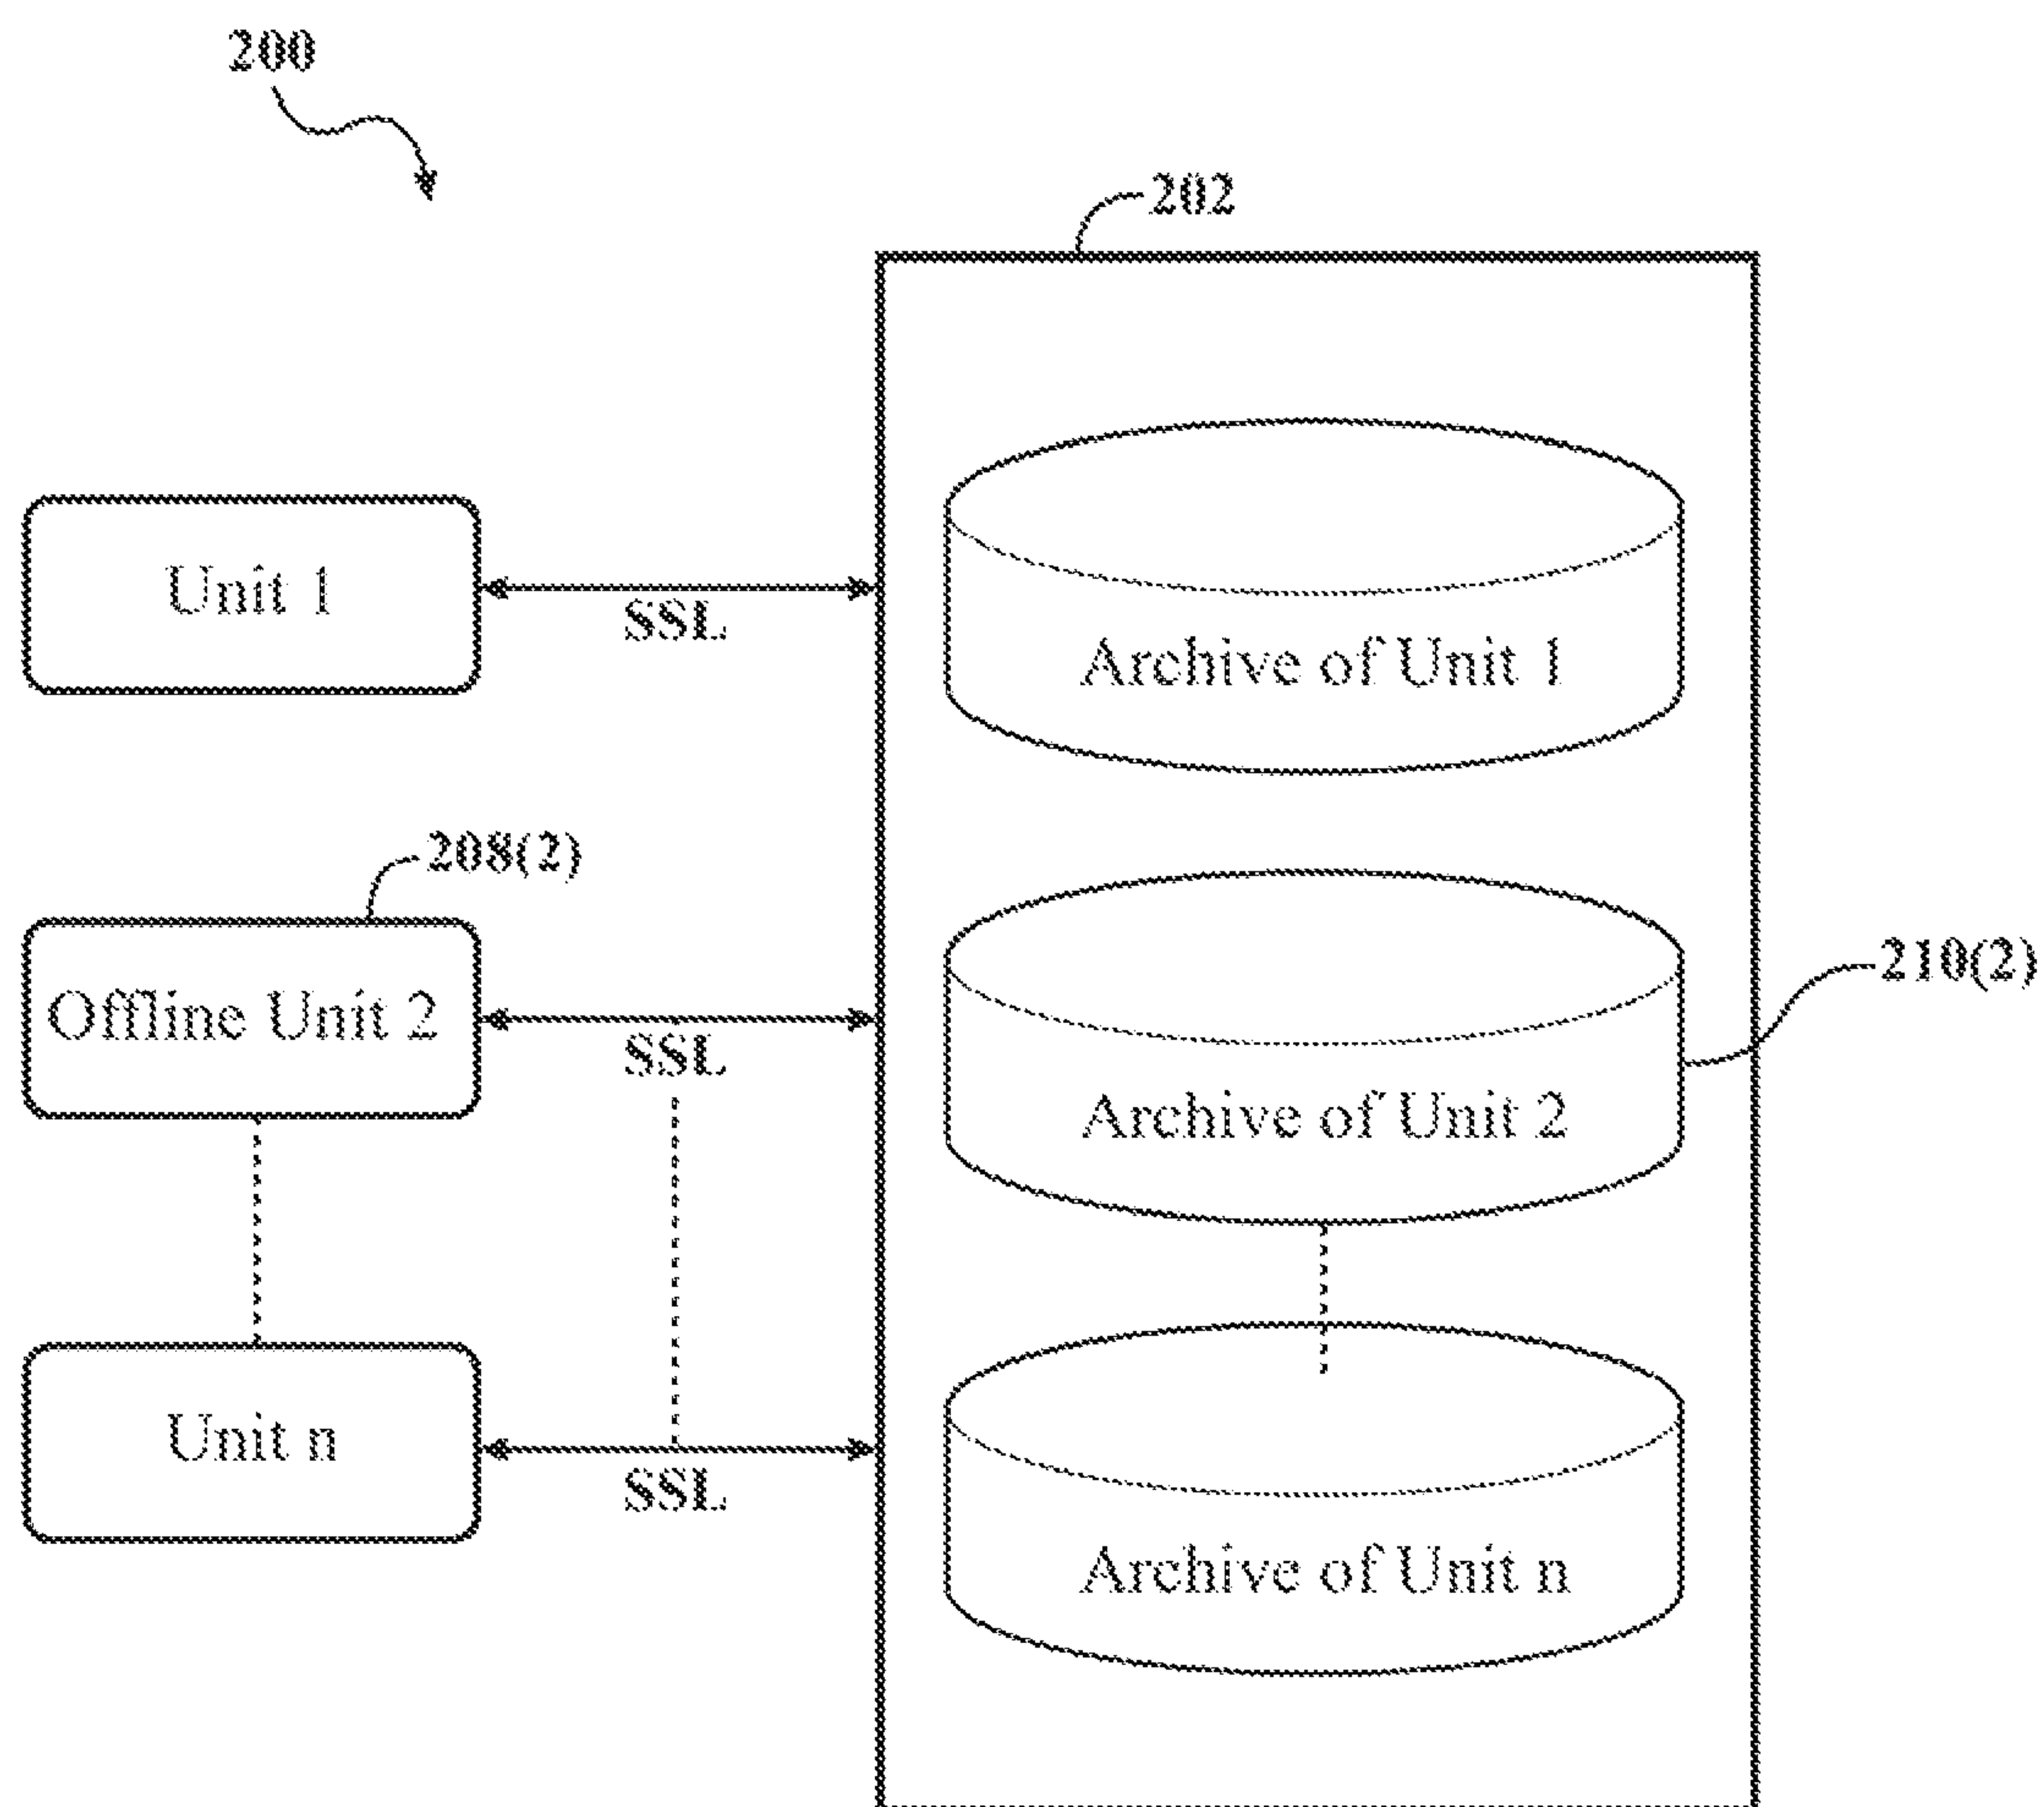 200
202
Unit 1
SSL
Archive of Unit 1
208(2)
Offline Unit 2
SSL
Archive of Unit 2
210(2)
Unit n
SSL
Archive of Unit n